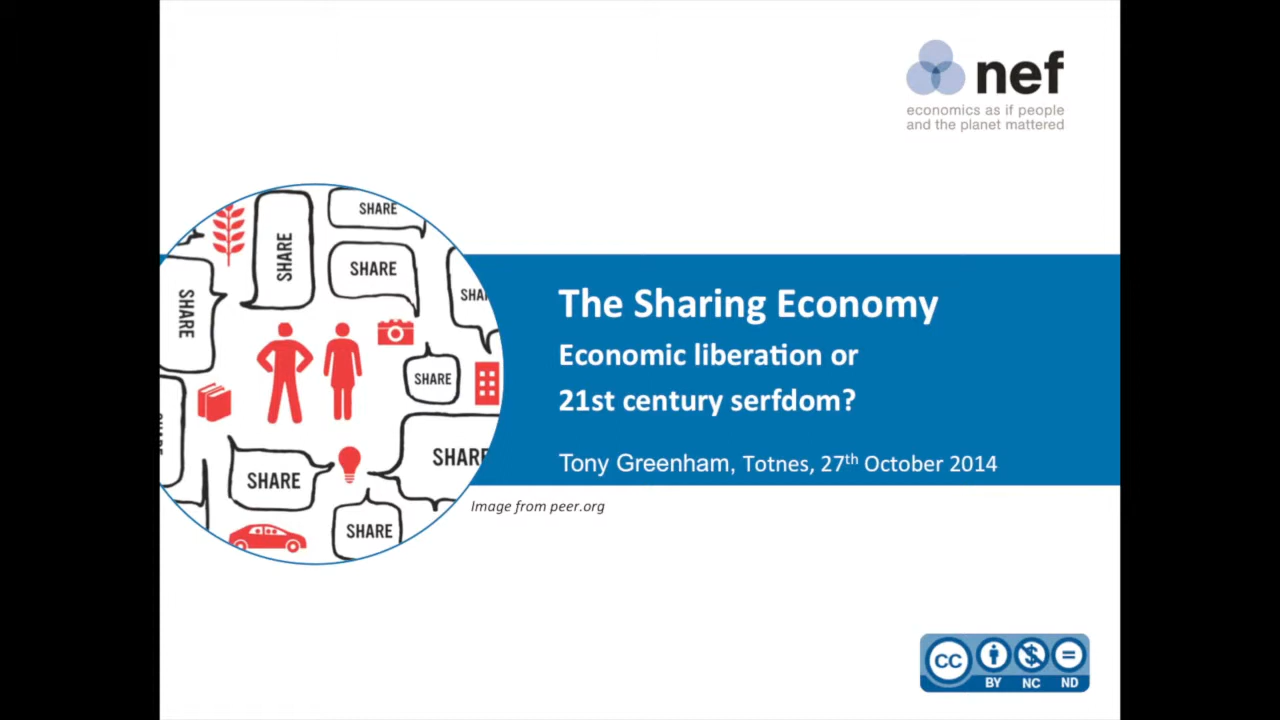 nef
economics as if people
and the planet mattered
SHARE
SHARE
SHARE
SHARE
SHARE
SHARE
SHARE
SHARE
SHARE
The Sharing Economy
Economic liberation or
21st century serfdom?
Tony Greenham, Totnes, 27th October 2014
Image from peer.org
CC
BY NC ND